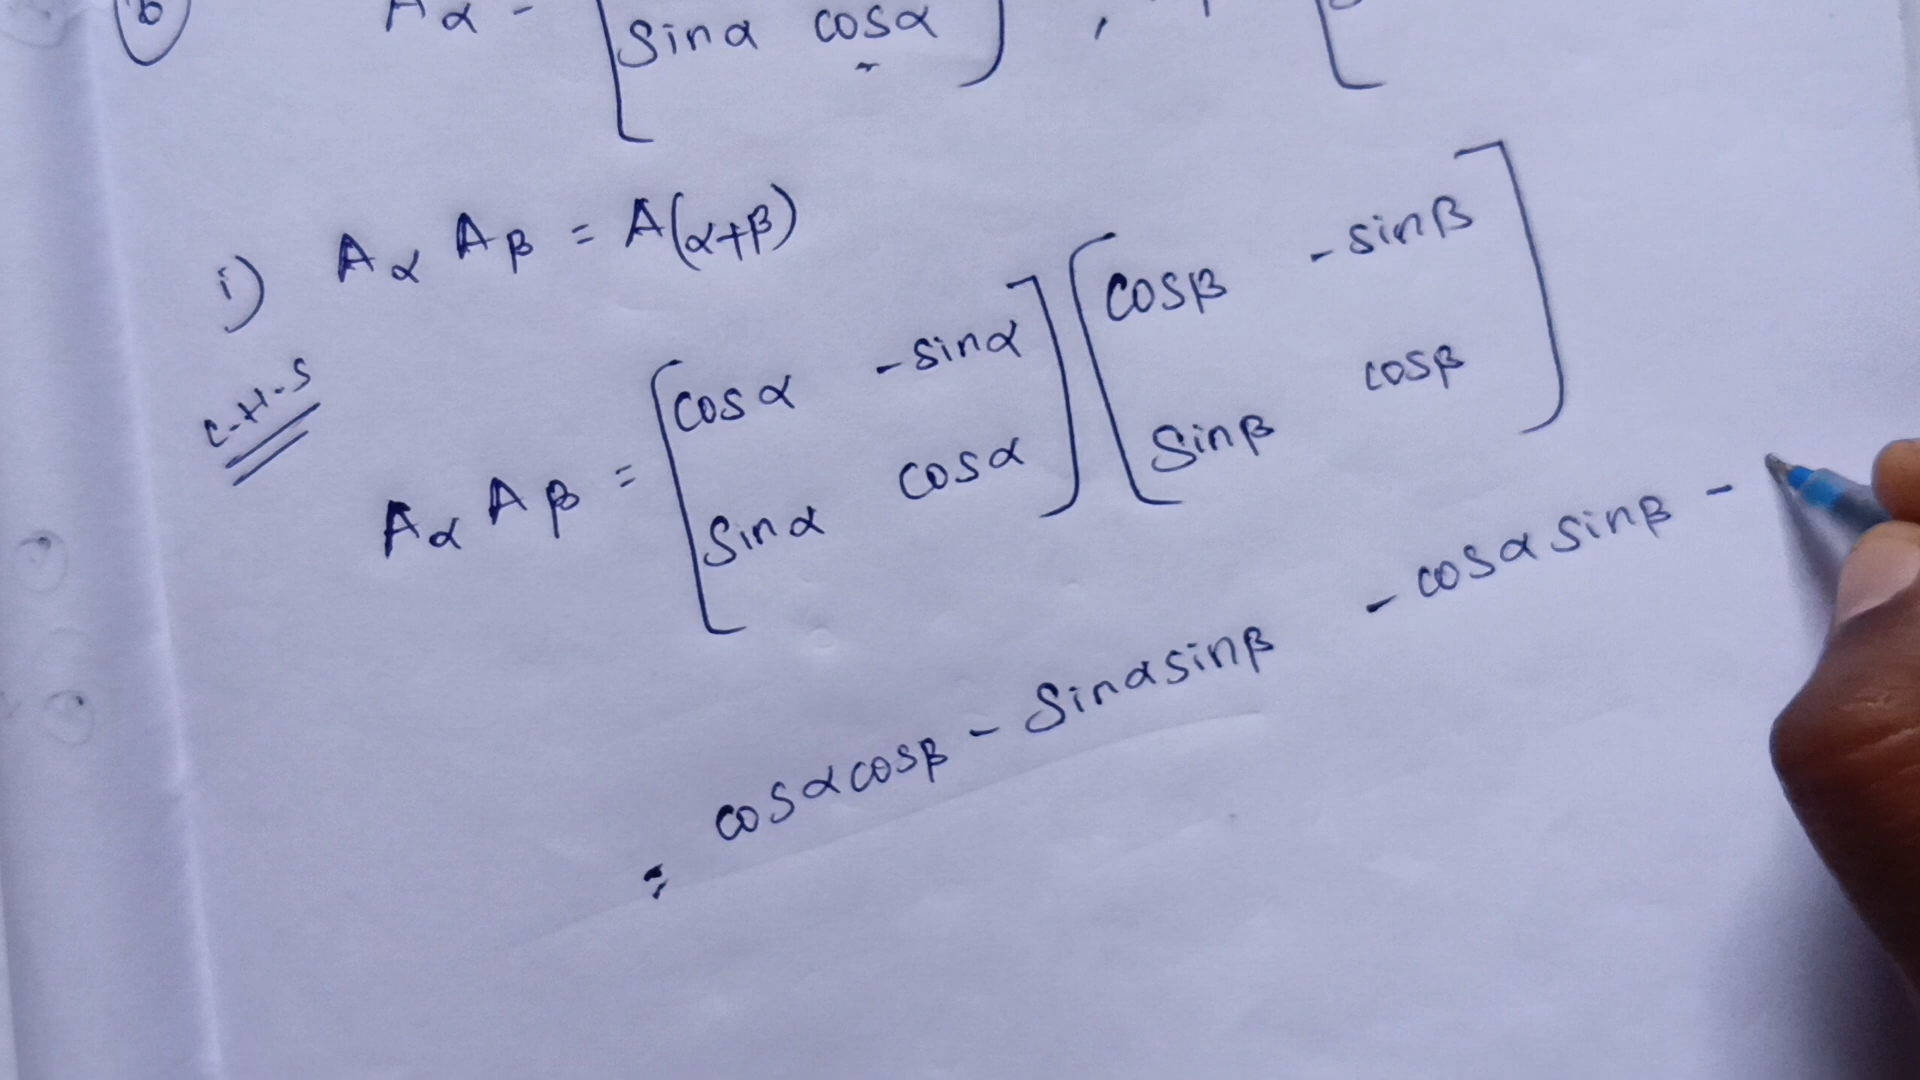 6 Aα = [
sinα cosα ] , [
i) Aα Aβ = A(α+β)
L-H-S
Aα Aβ = [ cosα -sinα ] [ cosβ -sinβ ]
[ sinα cosα ] [ sinβ cosβ ]
= cosα cosβ - sinα sinβ - cosα sinβ -